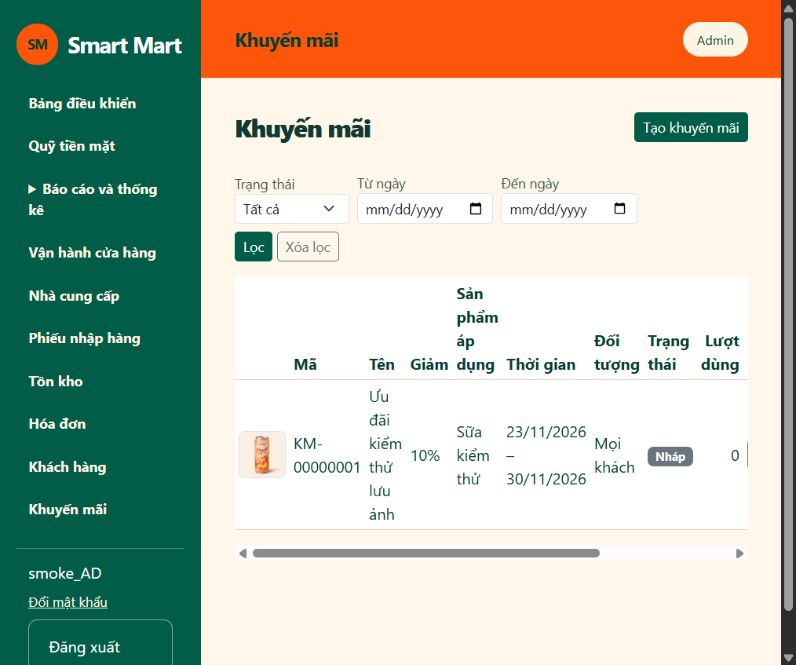 SM Smart Mart
Bảng điều khiển
Quỹ tiền mặt
▶ Báo cáo và thống
kê
Vận hành cửa hàng
Nhà cung cấp
Phiếu nhập hàng
Tồn kho
Hóa đơn
Khách hàng
Khuyến mãi
smoke_AD
Đổi mật khẩu
Đăng xuất
Khuyến mãi
Admin
Khuyến mãi
Tạo khuyến mãi
Trạng thái
Từ ngày
Đến ngày
Tất cả
mm/dd/yyyy
mm/dd/yyyy
Lọc
Xóa lọc
Mã
Tên
Giảm
Sản
phẩm
áp
dụng
Thời gian
Đối
tượng
Trạng
thái
Lượt
dùng
KM-
00000001
Ưu
đãi
kiểm
thử
lưu
ảnh
10%
Sữa
kiểm
thử
23/11/2026
–
30/11/2026
Mọi
khách
Nháp
0